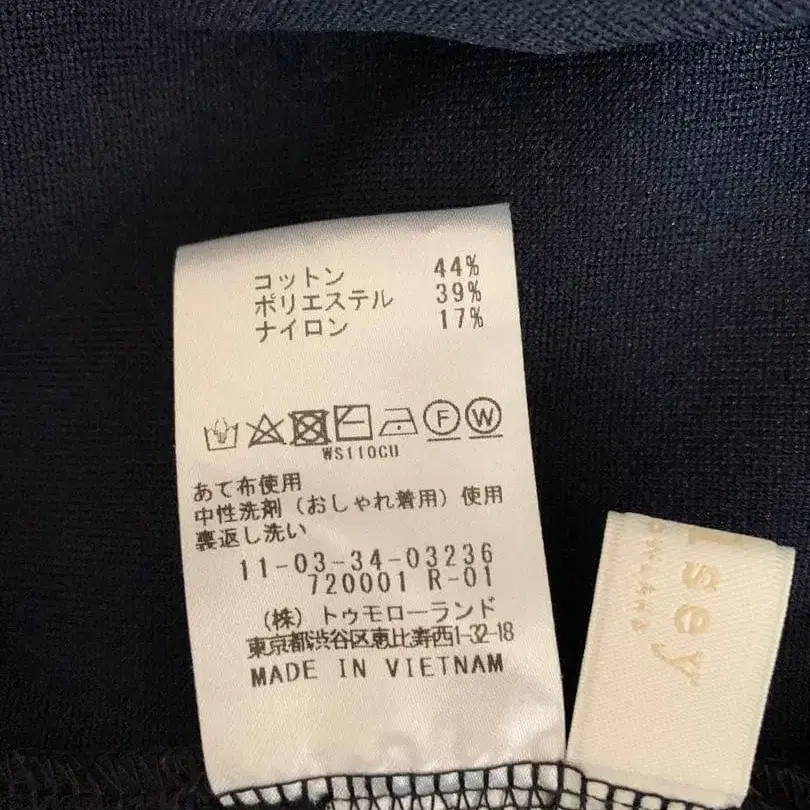 コットン 44%
ポリエステル 39%
ナイロン 17%
F W
WS110CU
あて布使用
中性洗剤（おしゃれ着用）使用
裏返し洗い
11-03-34-03236
720001 R-01
（株）トゥモローランド
東京都渋谷区恵比寿西1-32-18
MADE IN VIETNAM
sey